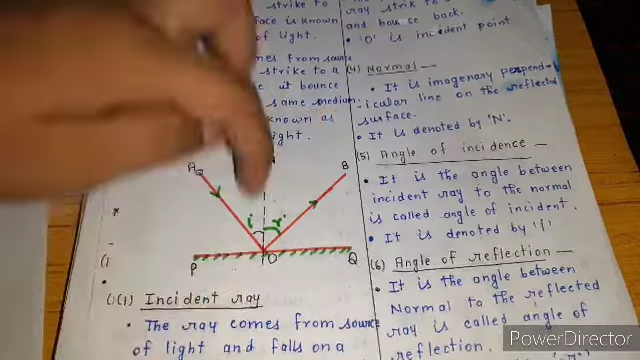 strike to
face is known
of light.
comes from source
strike to a
it bounce
same medium
known as
light.
A
B
N
i
r
P
O
Q
(1) Incident ray
• The ray comes from source
of light and falls on a
ray strik to
and bounce back.
• 'O' is incident point
(4) Normal —
• It is imogenary perpend-
icular line on the reflected
surface.
• It is denoted by 'N'.
(5) Angle of incidence —
• It is the angle between
incident ray to the normal
is called angle of incident.
• It is denoted by 'i'
(6) Angle of reflection —
• It is the angle between
Normal to the reflected
ray is called angle of
reflection.
PowerDirector